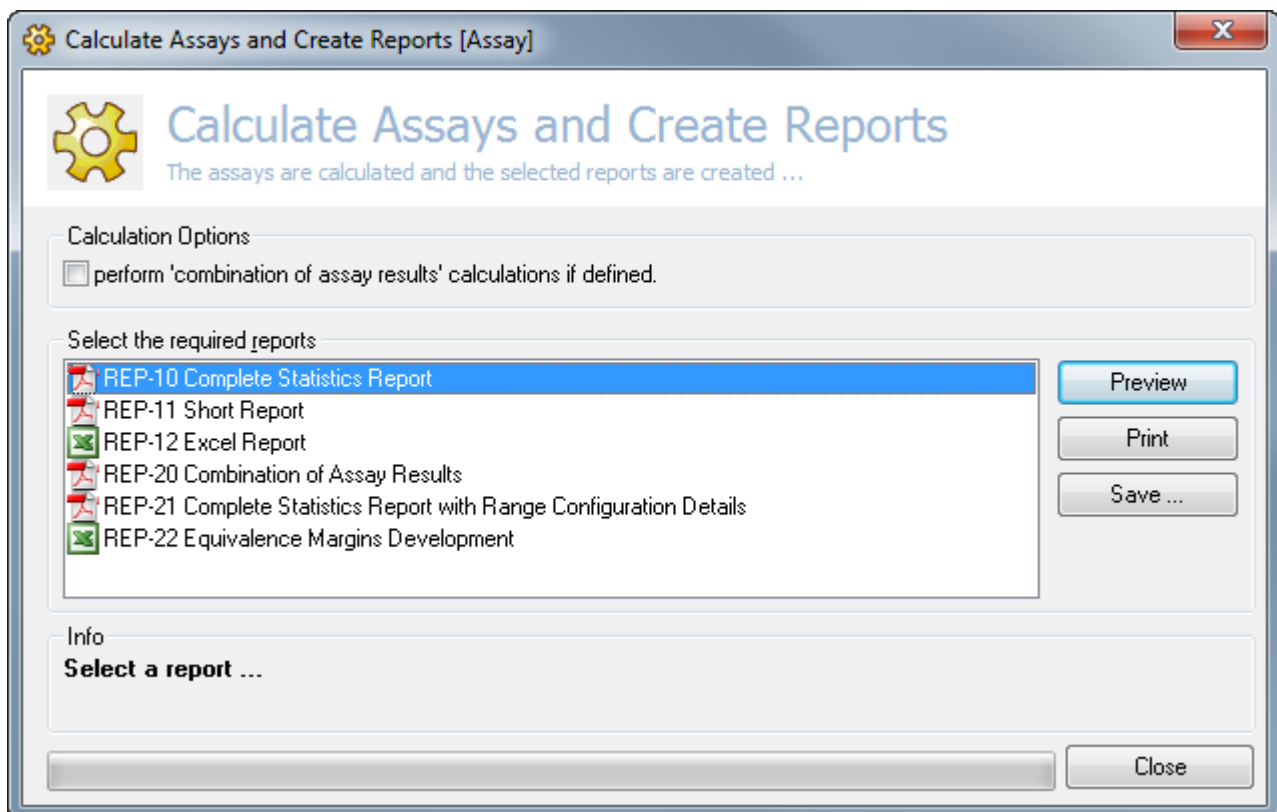 Calculate Assays and Create Reports [Assay]
Calculate Assays and Create Reports
The assays are calculated and the selected reports are created ...
Calculation Options
perform 'combination of assay results' calculations if defined.
Select the required reports
REP-10 Complete Statistics Report
Preview
REP-11 Short Report
REP-12 Excel Report
Print
REP-20 Combination of Assay Results
REP-21 Complete Statistics Report with Range Configuration Details
Save ...
REP-22 Equivalence Margins Development
Info
Select a report ...
Close